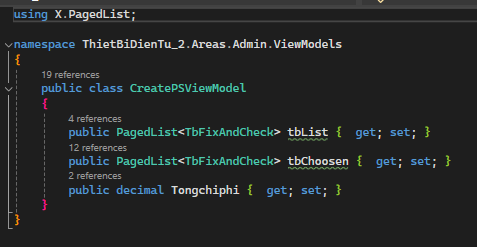 using X.PagedList;
namespace ThietBiDienTu_2.Areas.Admin.ViewModels
{
19 references
public class CreatePSViewModel
{
4 references
public PagedList<TbFixAndCheck> tbList { get; set; }
12 references
public PagedList<TbFixAndCheck> tbChoosen { get; set; }
2 references
public decimal Tongchiphi { get; set; }
}
}